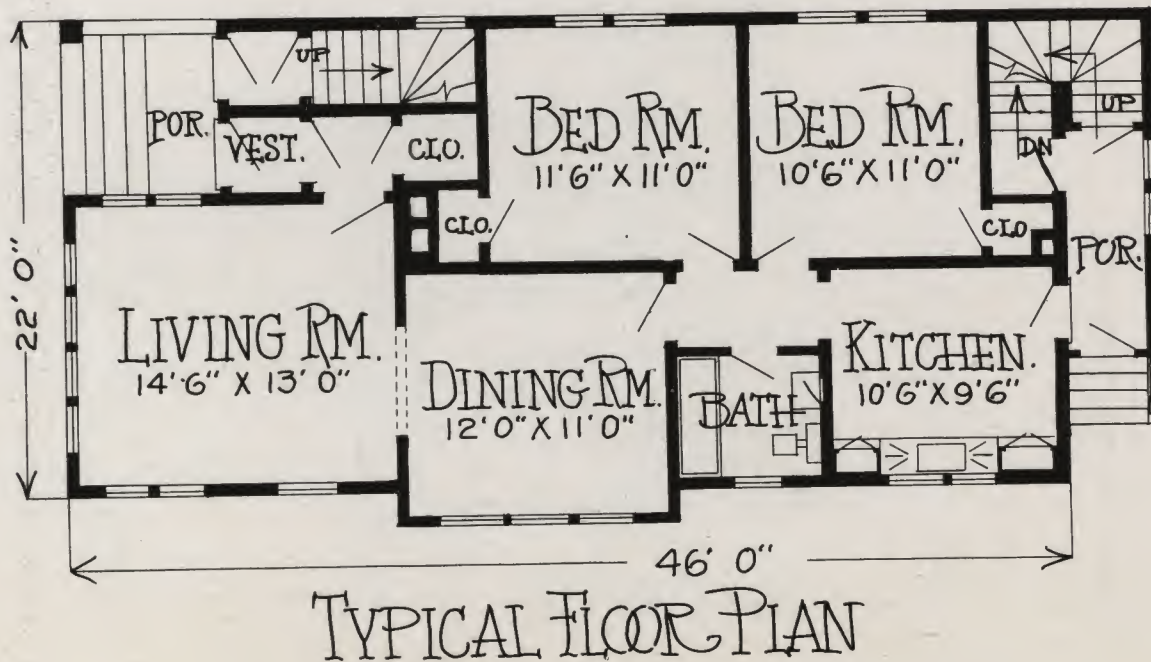 UP
POR.
VEST.
CLO.
BED RM.
11'6" X 11'0"
BED RM.
10'6" X 11'0"
UP
DN
CLO.
CLO
POR.
22' 0"
LIVING RM.
14'6" X 13'0"
DINING RM.
12'0" X 11'0"
BATH
KITCHEN.
10'6" X 9'6"
46' 0"
TYPICAL FLOOR PLAN